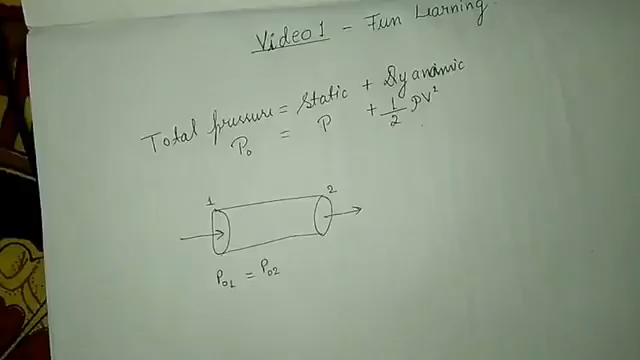 Video 1 - Fun Learning
Total pressure = Static + Dynamic
P₀ = P + 1/2 ρV²
1 2
P₀₁ = P₀₂